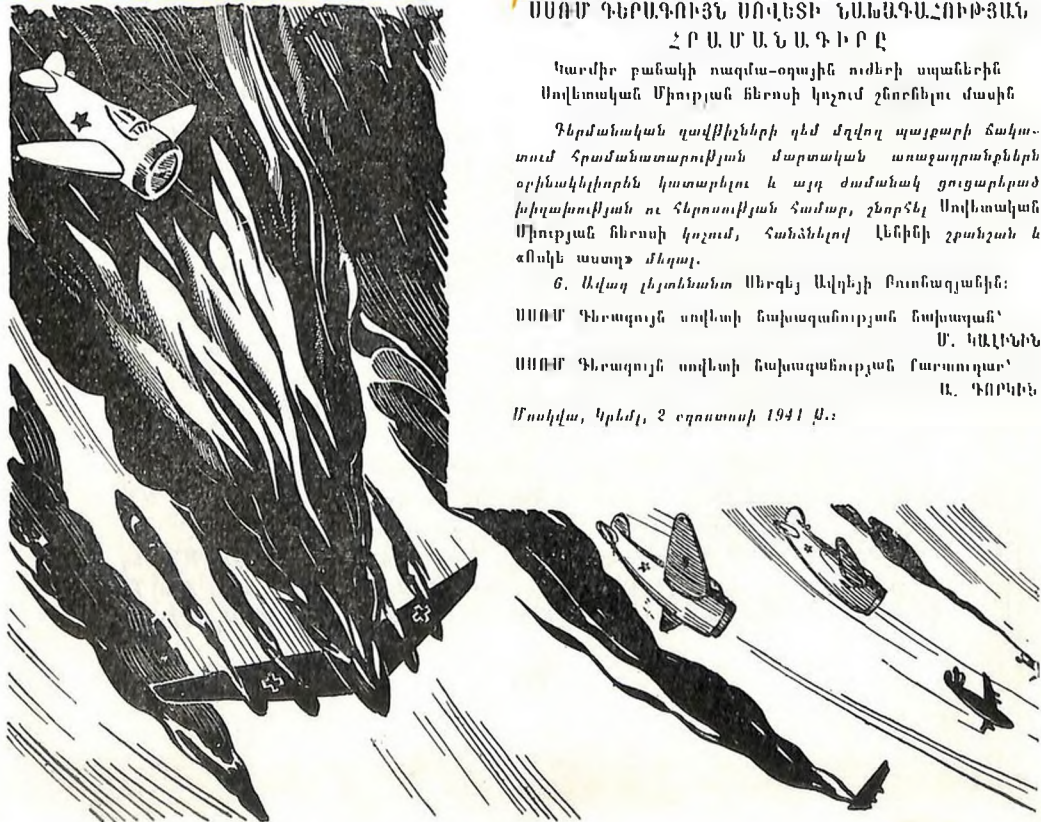 ՍՍՌՄ ԳԵՐԱԳՈՒՅՆ ՍՈՎԵՏԻ ՆԱԽԱԳԱՀՈՒԹՅԱՆ
ՀՐԱՄԱՆԱԳԻՐԸ
Կարմիր բանակի ռազմա-օդային ուժերի սպաներին
Սովետական Միության հերոսի կոչում շնորհելու մասին
Գերմանական զավթիչների դեմ մղվող պայքարի ճակա-
տում հրամանատարության մարտական առաջադրանքներն
օրինակելիորեն կատարելու և այդ ժամանակ ցուցաբերած
խիզախության ու հերոսության համար, շնորհել Սովետական
Միության հերոսի կոչում, հանձնելով Լենինի շքանշան և
«Ոսկե աստղ» մեդալ.
6. Ավագ լեյտենանտ Սերգեյ Ավդեյի Բուռնազյանին:
ՍՍՌՄ Գերագույն սովետի նախագահության նախագահ՝
Մ. ԿԱԼԻՆԻՆ
ՍՍՌՄ Գերագույն սովետի նախագահության քարտուղար՝
Ա. ԳՈՐԿԻՆ
Մոսկվա, Կրեմլ, 2 օգոստոսի 1941 թ.: